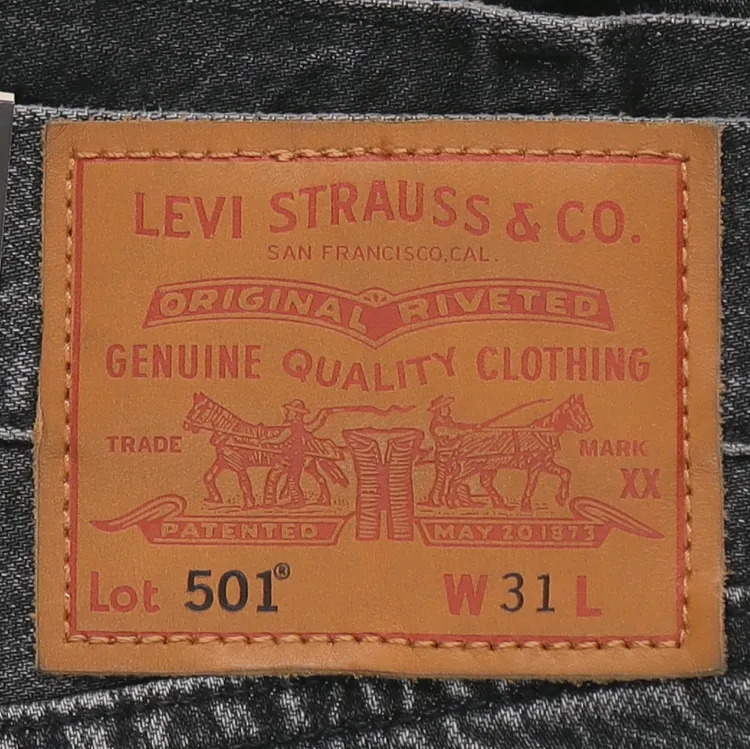 LEVI STRAUSS & CO.
SAN FRANCISCO, CAL.
ORIGINAL RIVETED
GENUINE QUALITY CLOTHING
TRADE MARK
XX
PATENTED MAY 20 1873
Lot 501® W 31 L